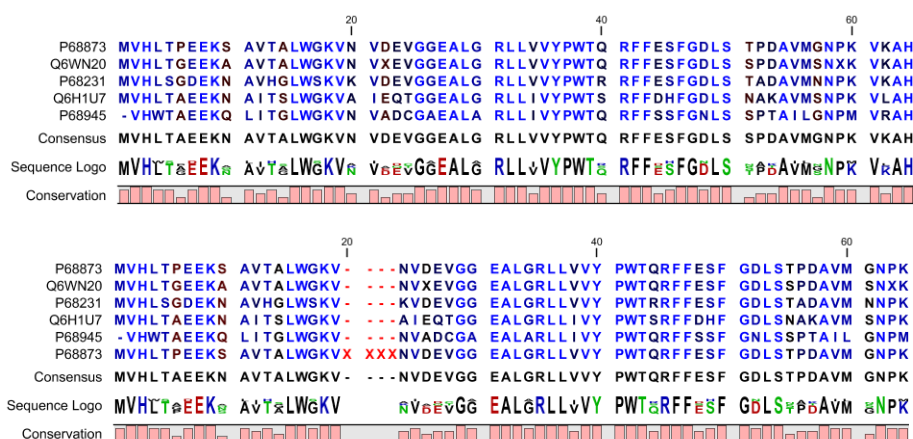 20 40 60
P68873 MVHLTPEEKS AVTALWGKVN VDEVGGEALG RLLVVYPWTQ RFFESFGDLS TPDAVMGNPK VKAH
Q6WN20 MVHLTGEEKA AVTALWGKVN VXEVGGEALG RLLVVYPWTQ RFFESFGDLS SPDAVMSNXK VKAH
P68231 MVHLSGDEKN AVHGLWSKVK VDEVGGEALG RLLVVYPWTR RFFESFGDLS TADAVMNNPK VKAH
Q6H1U7 MVHLTAEEKN AITSLWGKVA IEQTGGEALG RLLIVYPWTS RFFDHFGDLS NAKAVMSNPK VLAH
P68945 -VHWTAEEKQ LITGLWGKVN VADCGAEALA RLLIVYPWTQ RFFSSFGNLS SPTAILGNPM VRAH
Consensus MVHLTAEEKN AVTALWGKVN VDEVGGEALG RLLVVYPWTQ RFFESFGDLS SPDAVMGNPK VKAH
Sequence Logo
Conservation
20 40 60
P68873 MVHLTPEEKS AVTALWGKV- ---NVDEVGG EALGRLLVVY PWTQRFFESF GDLSTPDAVM GNPK
Q6WN20 MVHLTGEEKA AVTALWGKV- ---NVXEVGG EALGRLLVVY PWTQRFFESF GDLSSPDAVM SNXK
P68231 MVHLSGDEKN AVHGLWSKV- ---KVDEVGG EALGRLLVVY PWTRRFFESF GDLSTADAVM NNPK
Q6H1U7 MVHLTAEEKN AITSLWGKV- ---AIEQTGG EALGRLLIVY PWTSRFFDHF GDLSNAKAVM SNPK
P68945 -VHWTAEEKQ LITGLWGKV- ---NVADCGA EALARLLIVY PWTQRFFSSF GNLSSPTAIL GNPM
P68873 MVHLTPEEKS AVTALWGKVX XXXNVDEVGG EALGRLLVVY PWTQRFFESF GDLSTPDAVM GNPK
Consensus MVHLTAEEKN AVTALWGKV- ---NVDEVGG EALGRLLVVY PWTQRFFESF GDLSTPDAVM GNPK
Sequence Logo
Conservation